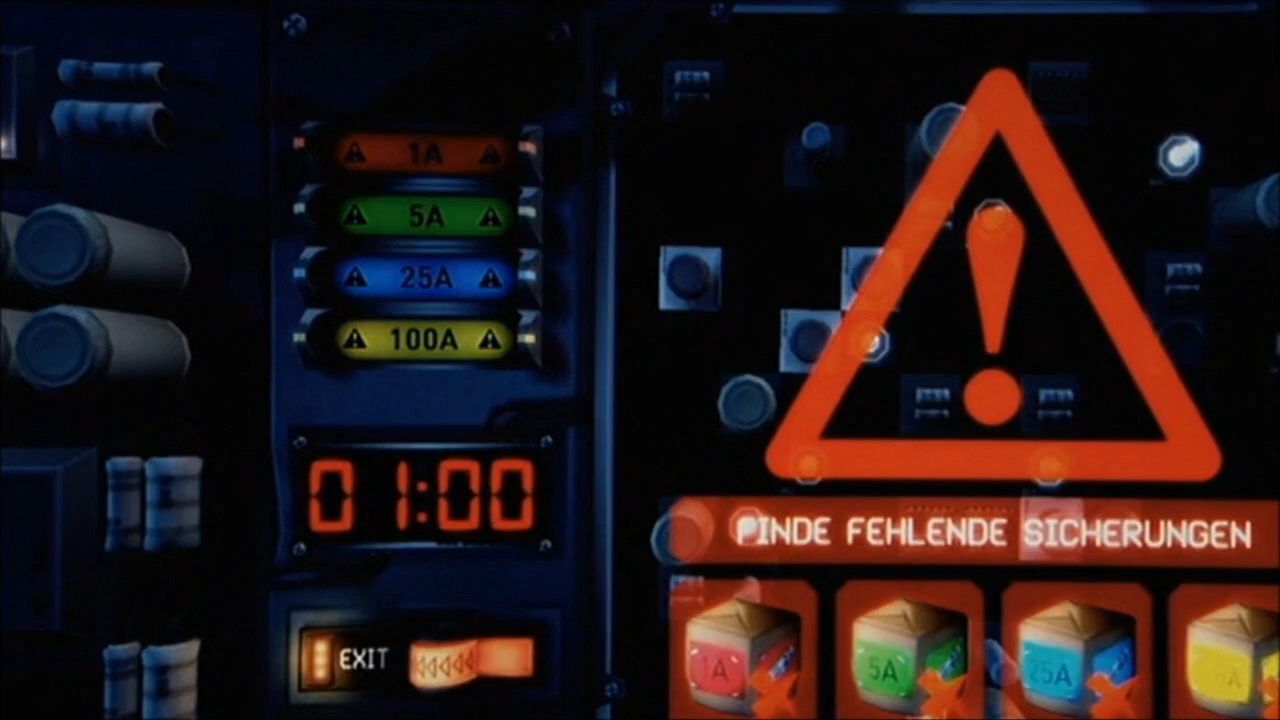 1A
5A
25A
100A
01:00
EXIT
FINDE FEHLENDE SICHERUNGEN
1A
5A
25A